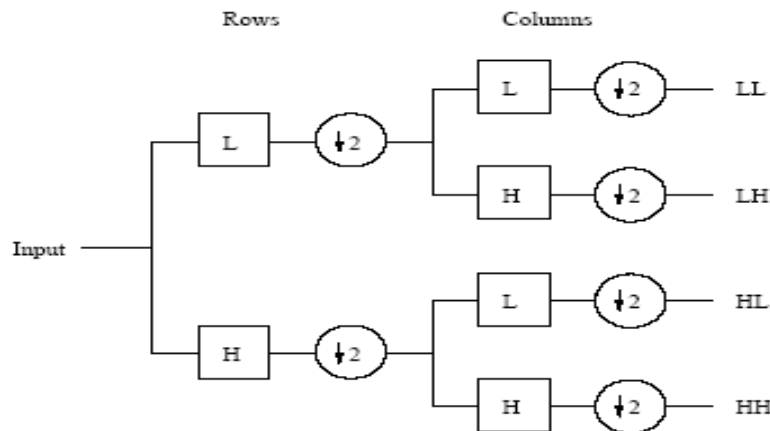 Rows Columns
L ↓2 LL
L ↓2
H ↓2 LH
Input
L ↓2 HL
H ↓2
H ↓2 HH